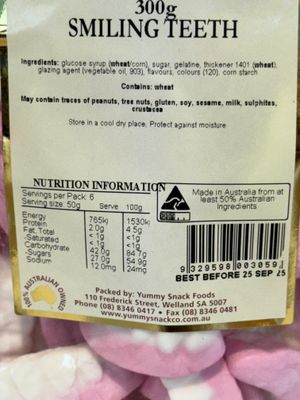 300g
SMILING TEETH
Ingredients: glucose syrup (wheat/corn), sugar, gelatine, thickener 1401 (wheat),
glazing agent (vegetable oil, 903), flavours, colours (120), corn starch
Contains: wheat
May contain traces of peanuts, tree nuts, gluten, soy, sesame, milk, sulphites,
crustacea
Store in a cool dry place, Protect against moisture
NUTRITION INFORMATION
Servings per Pack: 6
Serving size: 50g Serve 100g
Energy 765kj 1530kj
Protein 2.0g 4.5g
Fat, Total <1g <1g
Saturated <.1g <1g
Carbohydrate 42.0g 84.7g
Sugars 27.0g 54.9g
Sodium 12.0mg 24mg
Made in Australia from at
least 50% Australian
Ingredients
9 329598 003059
BEST BEFORE 25 SEP 25
100% AUSTRALIAN OWNED
Packed by: Yummy Snack Foods
110 Frederick Street, Welland SA 5007
Phone (08) 8346 0417 • Fax (08) 8346 0481
www.yummysnackco.com.au